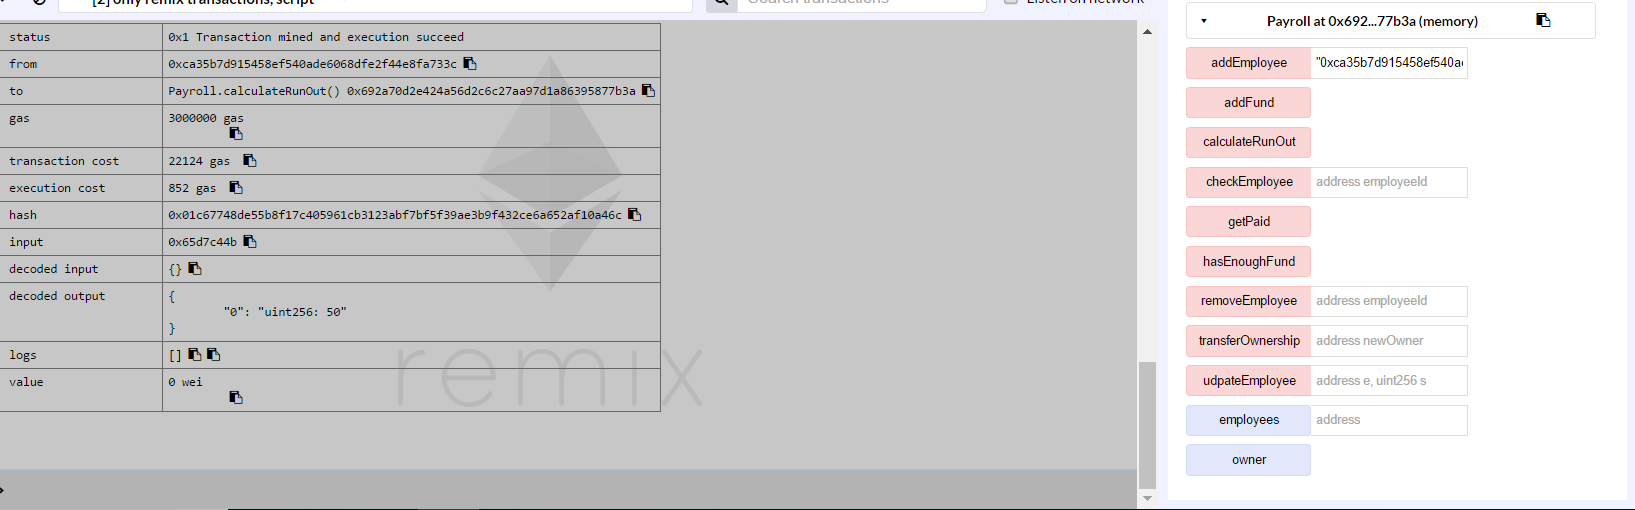 [2] only remix transactions, script
Search transactions
Listen on network
status 0x1 Transaction mined and execution succeed
from 0xca35b7d915458ef540ade6068dfe2f44e8fa733c
to Payroll.calculateRunOut() 0x692a70d2e424a56d2c6c27aa97d1a86395877b3a
gas 3000000 gas
transaction cost 22124 gas
execution cost 852 gas
hash 0x01c67748de55b8f17c405961cb3123abf7bf5f39ae3b9f432ce6a652af10a46c
input 0x65d7c44b
decoded input {}
decoded output {
"0": "uint256: 50"
}
logs []
value 0 wei
remix
>
Payroll at 0x692...77b3a (memory)
addEmployee "0xca35b7d915458ef540a
addFund
calculateRunOut
checkEmployee address employeeId
getPaid
hasEnoughFund
removeEmployee address employeeId
transferOwnership address newOwner
udpateEmployee address e, uint256 s
employees address
owner